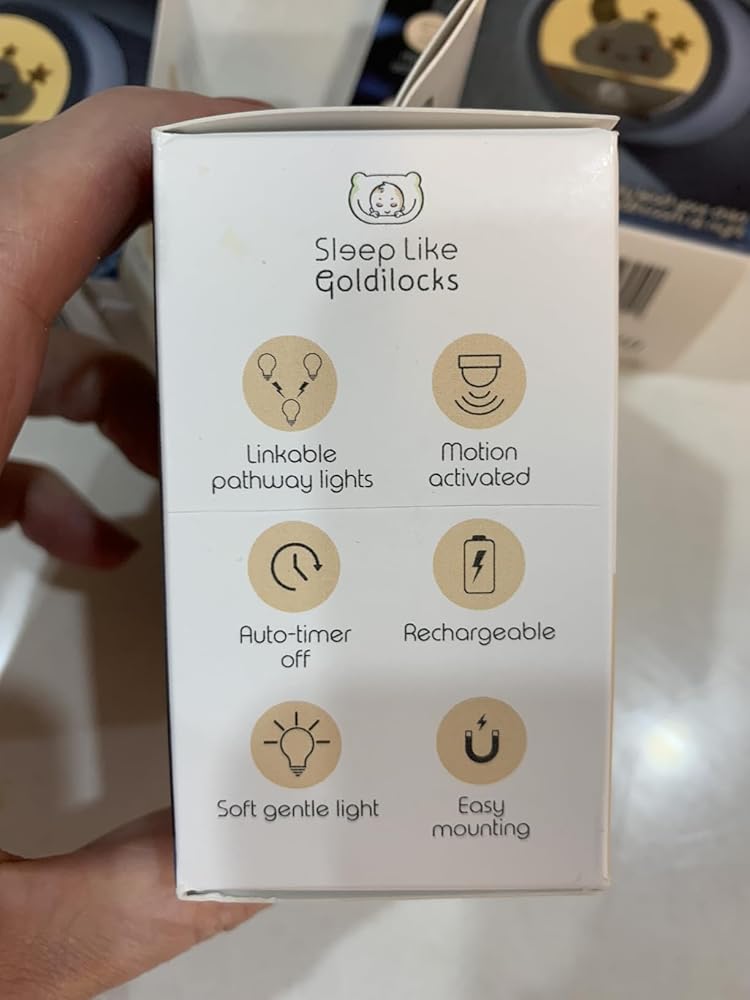 Sleep Like
Goldilocks
Linkable
pathway lights
Motion
activated
Auto-timer
off
Rechargeable
Soft gentle light
Easy
mounting